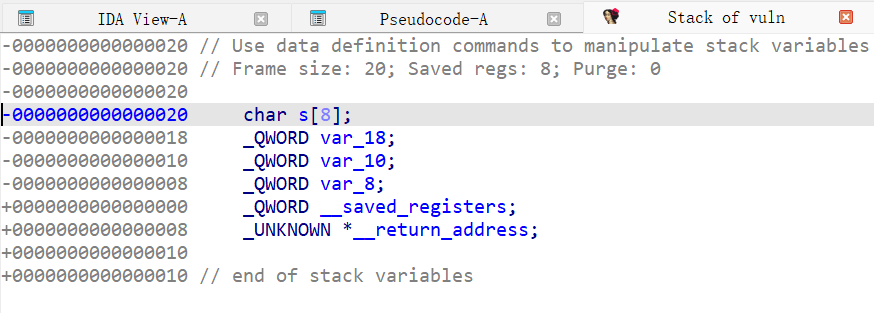 IDA View-A Pseudocode-A Stack of vuln
-0000000000000020 // Use data definition commands to manipulate stack variables
-0000000000000020 // Frame size: 20; Saved regs: 8; Purge: 0
-0000000000000020
-0000000000000020 char s[8];
-0000000000000018 _QWORD var_18;
-0000000000000010 _QWORD var_10;
-0000000000000008 _QWORD var_8;
+0000000000000000 _QWORD __saved_registers;
+0000000000000008 _UNKNOWN *__return_address;
+0000000000000010
+0000000000000010 // end of stack variables